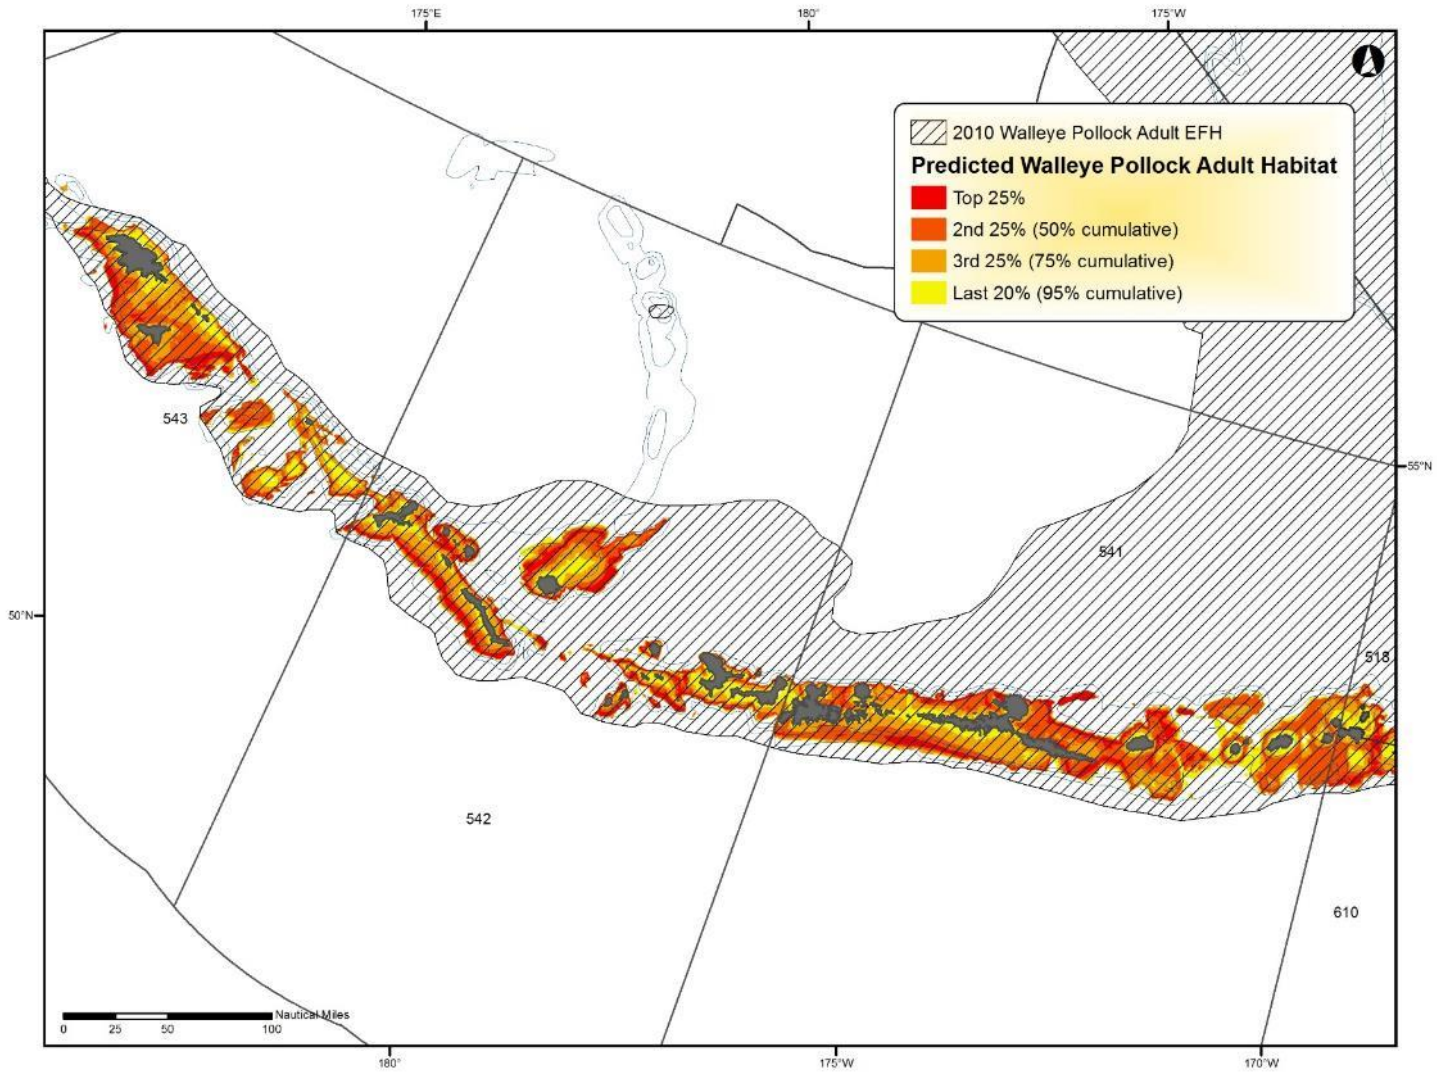 175°E
180°
175°W
2010 Walleye Pollock Adult EFH
Predicted Walleye Pollock Adult Habitat
Top 25%
2nd 25% (50% cumulative)
3rd 25% (75% cumulative)
Last 20% (95% cumulative)
543
55°N
541
50°N
518
542
610
Nautical Miles
0 25 50 100
180°
175°W
170°W